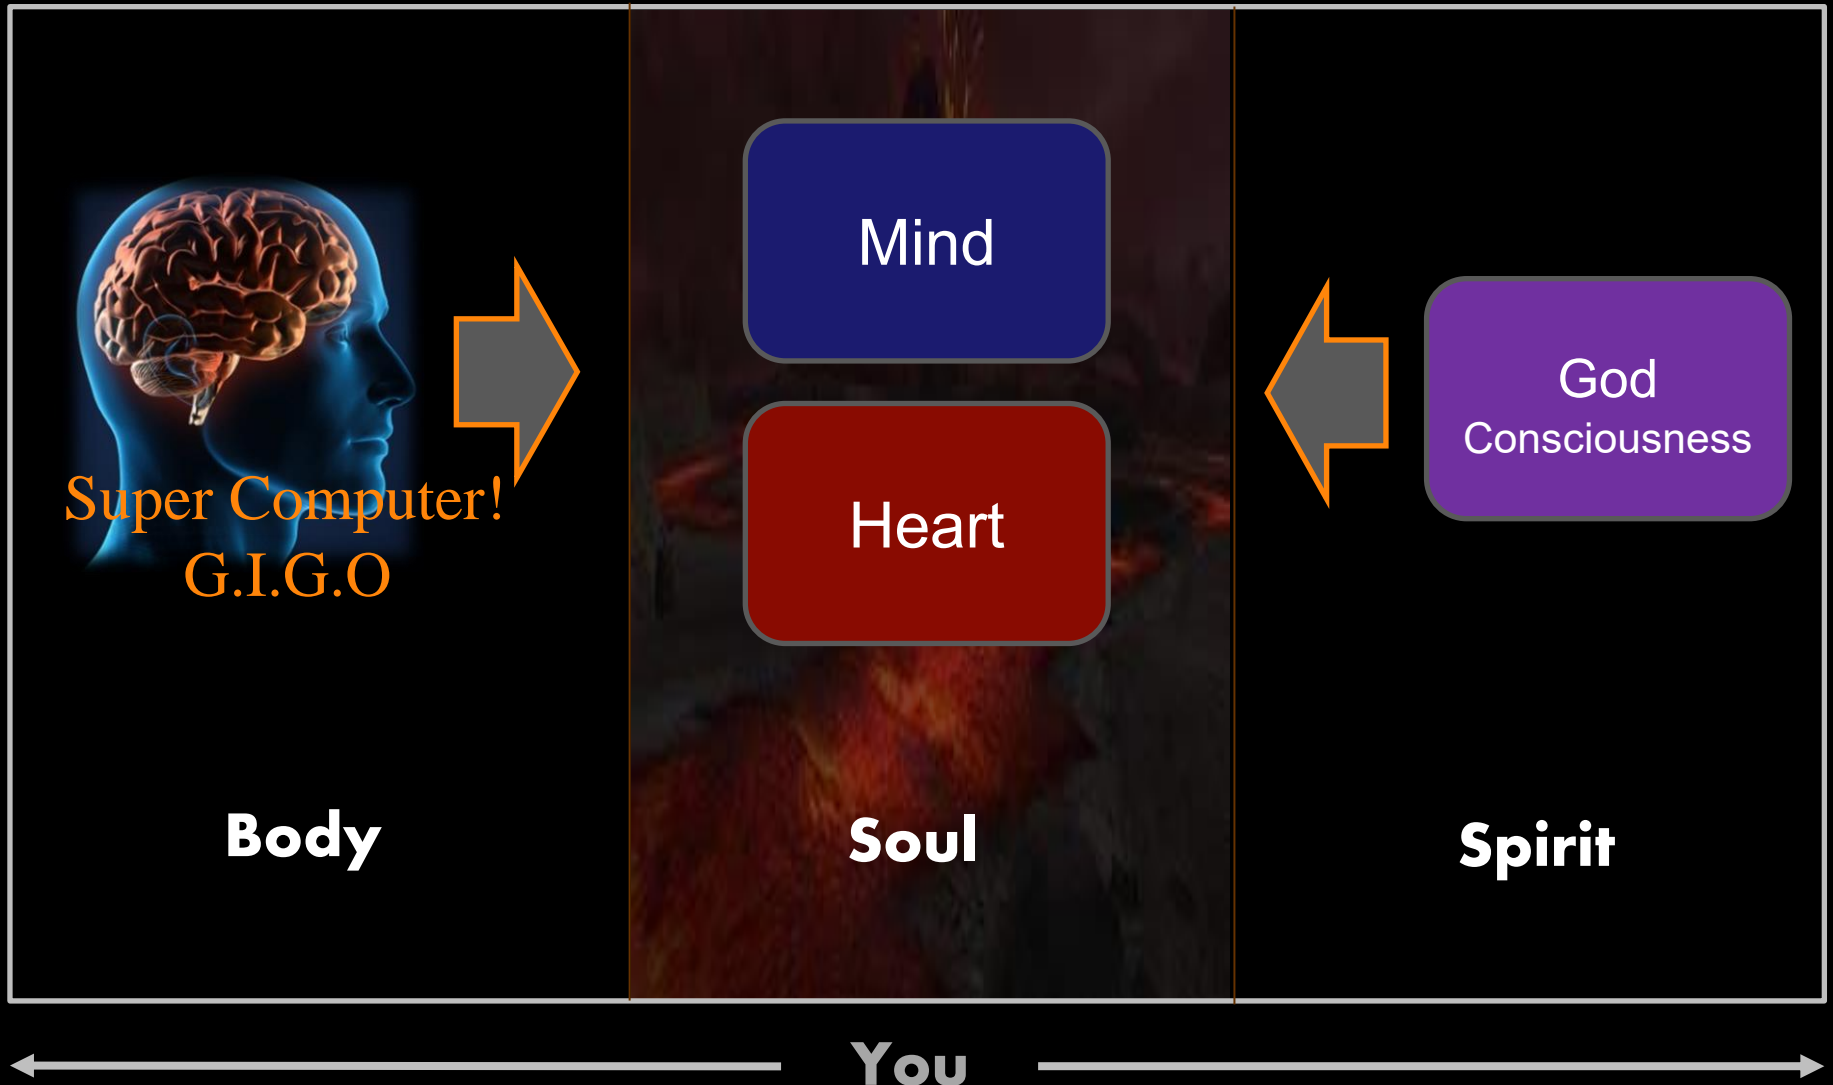 Super Computer!
G.I.G.O
Body
Mind
Heart
Soul
God
Consciousness
Spirit
You